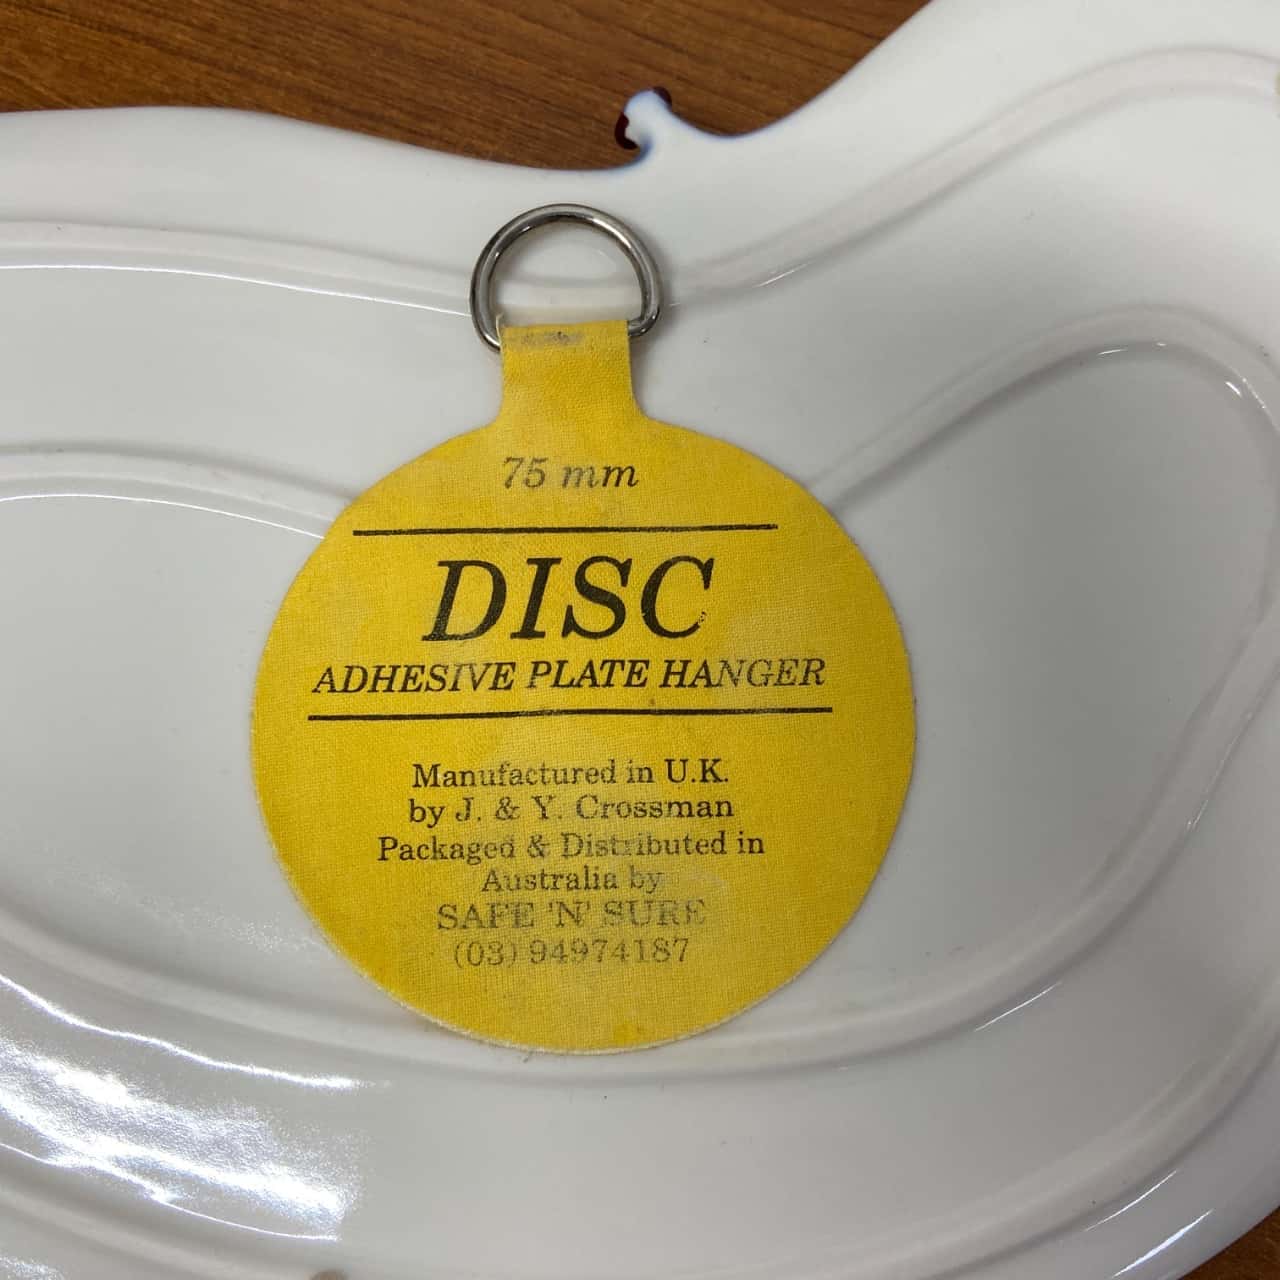 75 mm
DISC
ADHESIVE PLATE HANGER
Manufactured in U.K.
by J. & Y. Crossman
Packaged & Distributed in
Australia by
SAFE 'N' SURE
(03) 94974187